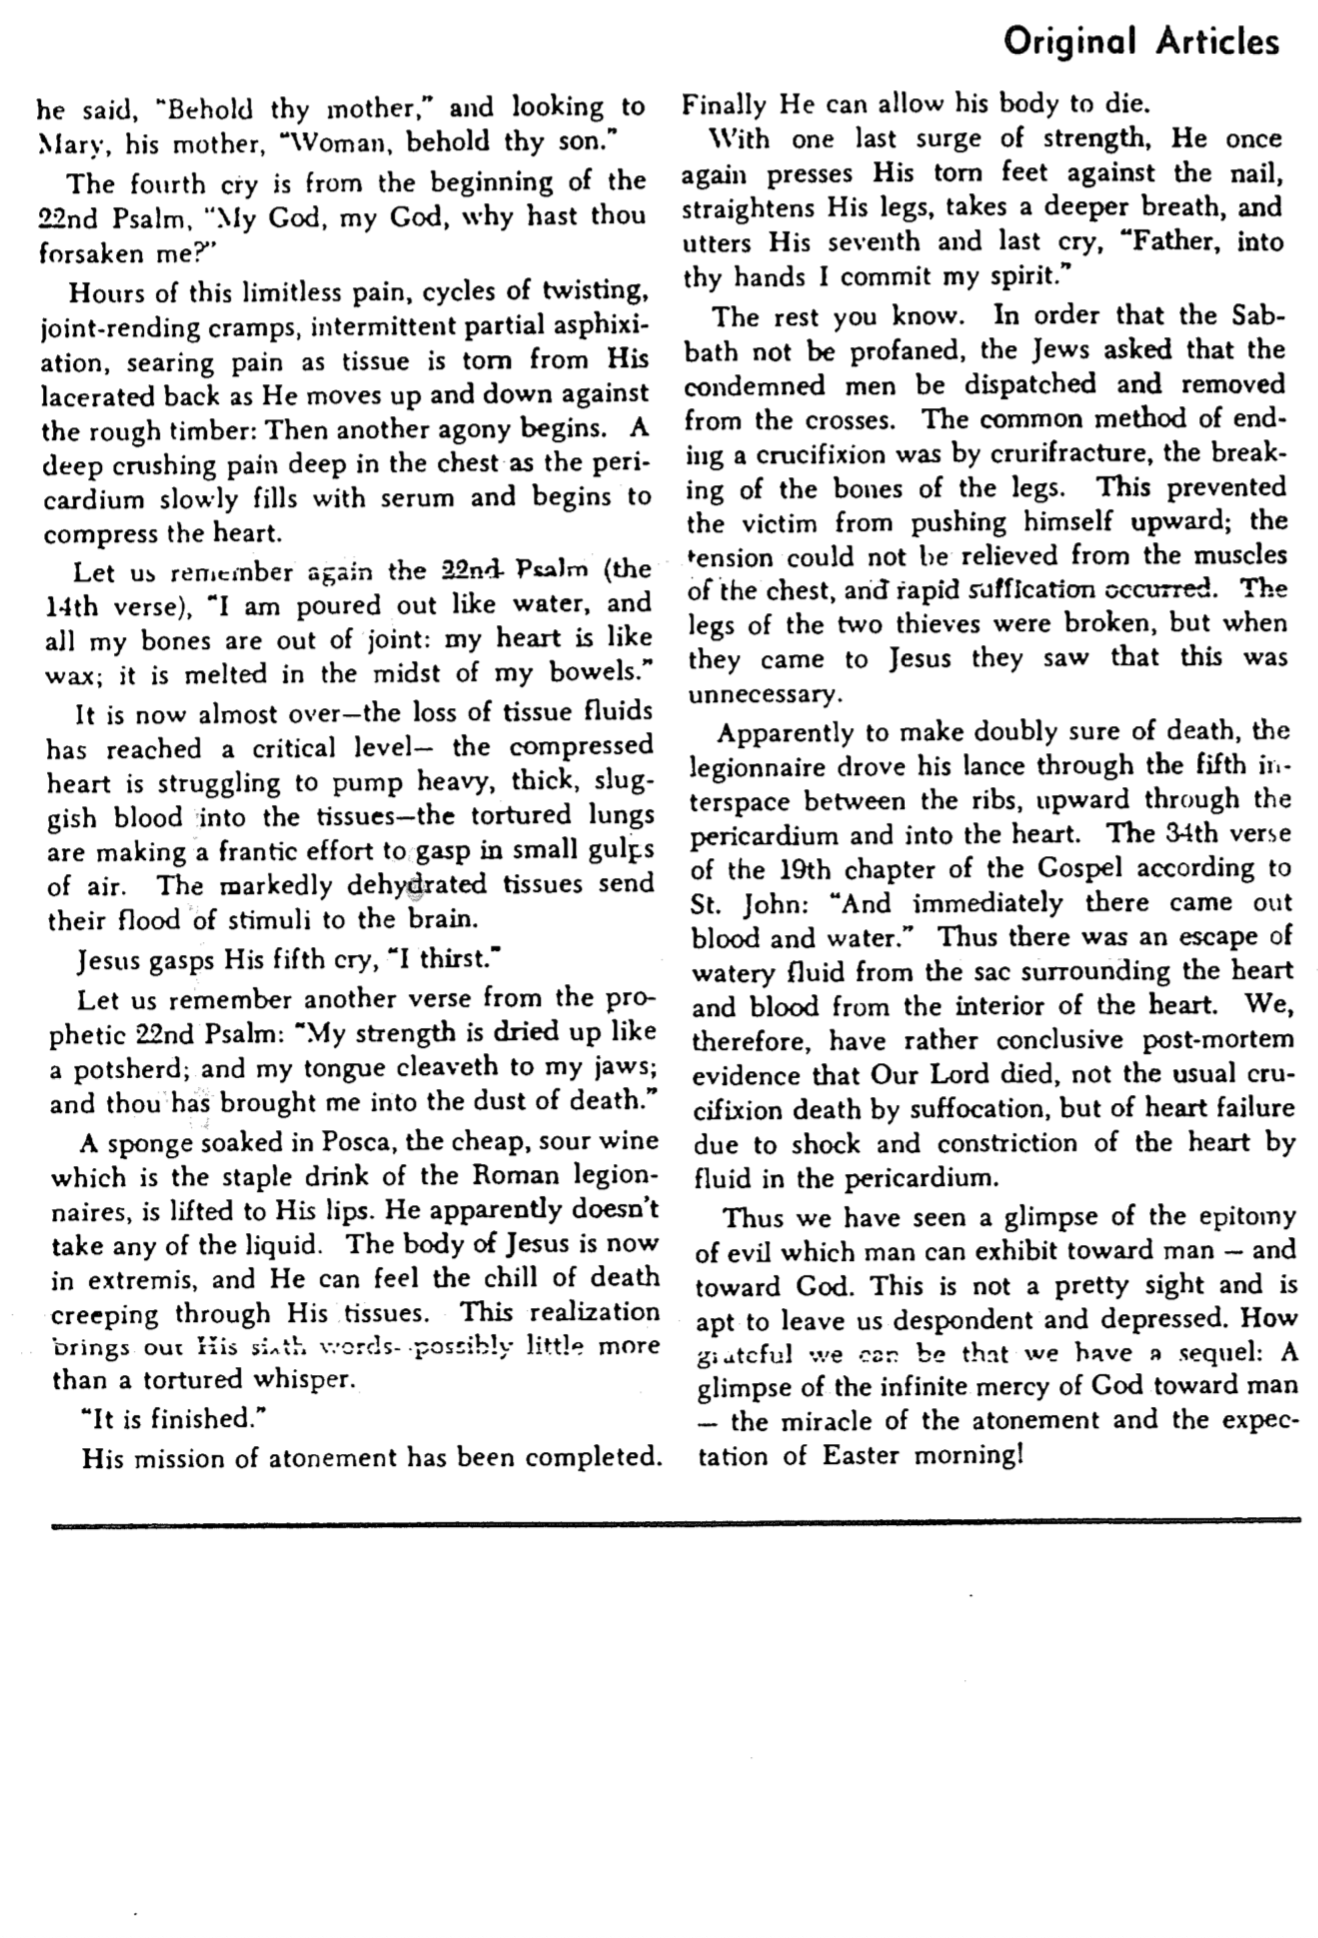 Original Articles
he said, "Behold thy mother," and looking to
Mary, his mother, "Woman, behold thy son."
The fourth cry is from the beginning of the
22nd Psalm, "My God, my God, why hast thou
forsaken me?"
Hours of this limitless pain, cycles of twisting,
joint-rending cramps, intermittent partial asphixi-
ation, searing pain as tissue is torn from His
lacerated back as He moves up and down against
the rough timber: Then another agony begins. A
deep crushing pain deep in the chest as the peri-
cardium slowly fills with serum and begins to
compress the heart.
Let us remember again the 22nd Psalm (the
14th verse), "I am poured out like water, and
all my bones are out of joint: my heart is like
wax; it is melted in the midst of my bowels."
It is now almost over—the loss of tissue fluids
has reached a critical level— the compressed
heart is struggling to pump heavy, thick, slug-
gish blood into the tissues—the tortured lungs
are making a frantic effort to gasp in small gulps
of air. The markedly dehydrated tissues send
their flood of stimuli to the brain.
Jesus gasps His fifth cry, "I thirst."
Let us remember another verse from the pro-
phetic 22nd Psalm: "My strength is dried up like
a potsherd; and my tongue cleaveth to my jaws;
and thou has brought me into the dust of death."
A sponge soaked in Posca, the cheap, sour wine
which is the staple drink of the Roman legion-
naires, is lifted to His lips. He apparently doesn't
take any of the liquid. The body of Jesus is now
in extremis, and He can feel the chill of death
creeping through His tissues. This realization
brings out His sixth words—possibly little more
than a tortured whisper.
"It is finished."
His mission of atonement has been completed.
Finally He can allow his body to die.
With one last surge of strength, He once
again presses His torn feet against the nail,
straightens His legs, takes a deeper breath, and
utters His seventh and last cry, "Father, into
thy hands I commit my spirit."
The rest you know. In order that the Sab-
bath not be profaned, the Jews asked that the
condemned men be dispatched and removed
from the crosses. The common method of end-
ing a crucifixion was by crurifracture, the break-
ing of the bones of the legs. This prevented
the victim from pushing himself upward; the
tension could not be relieved from the muscles
of the chest, and rapid suffication occurred. The
legs of the two thieves were broken, but when
they came to Jesus they saw that this was
unnecessary.
Apparently to make doubly sure of death, the
legionnaire drove his lance through the fifth in-
terspace between the ribs, upward through the
pericardium and into the heart. The 34th verse
of the 19th chapter of the Gospel according to
St. John: "And immediately there came out
blood and water." Thus there was an escape of
watery fluid from the sac surrounding the heart
and blood from the interior of the heart. We,
therefore, have rather conclusive post-mortem
evidence that Our Lord died, not the usual cru-
cifixion death by suffocation, but of heart failure
due to shock and constriction of the heart by
fluid in the pericardium.
Thus we have seen a glimpse of the epitomy
of evil which man can exhibit toward man — and
toward God. This is not a pretty sight and is
apt to leave us despondent and depressed. How
grateful we can be that we have a sequel: A
glimpse of the infinite mercy of God toward man
— the miracle of the atonement and the expec-
tation of Easter morning!